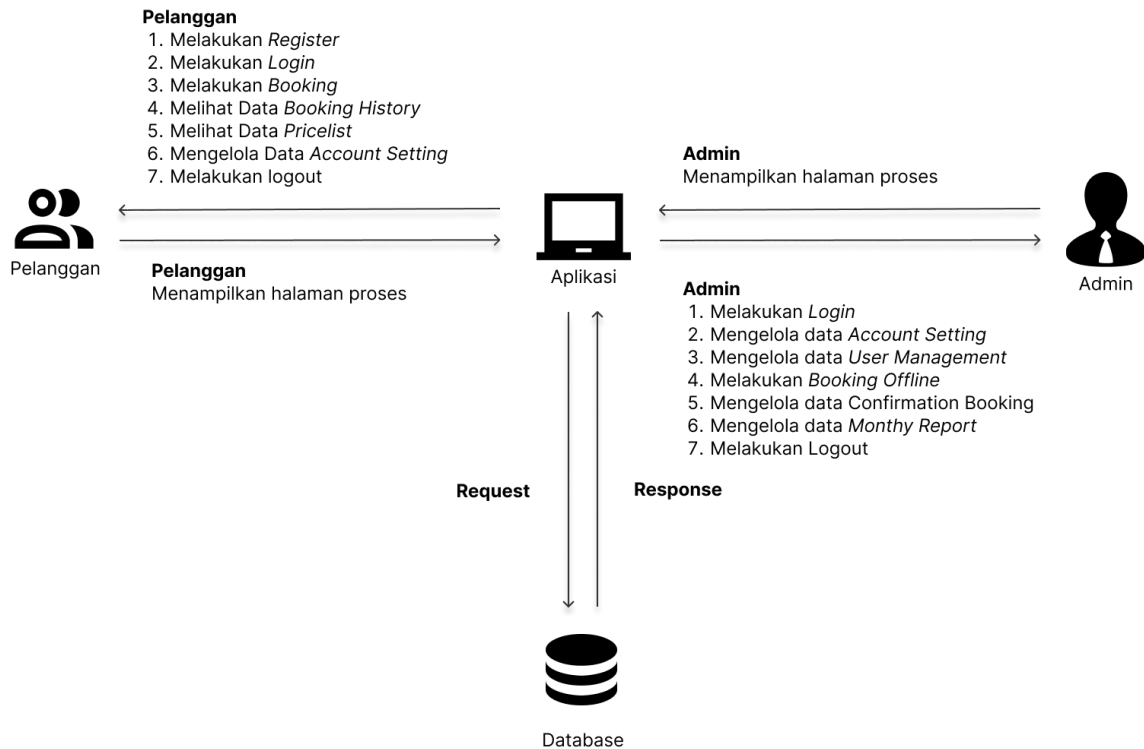 Pelanggan
1. Melakukan Register
2. Melakukan Login
3. Melakukan Booking
4. Melihat Data Booking History
5. Melihat Data Pricelist
6. Mengelola Data Account Setting
7. Melakukan logout
Pelanggan
Pelanggan
Menampilkan halaman proses
Aplikasi
Admin
Menampilkan halaman proses
Admin
Admin
1. Melakukan Login
2. Mengelola data Account Setting
3. Mengelola data User Management
4. Melakukan Booking Offline
5. Mengelola data Confirmation Booking
6. Mengelola data Monthy Report
7. Melakukan Logout
Request
Response
Database